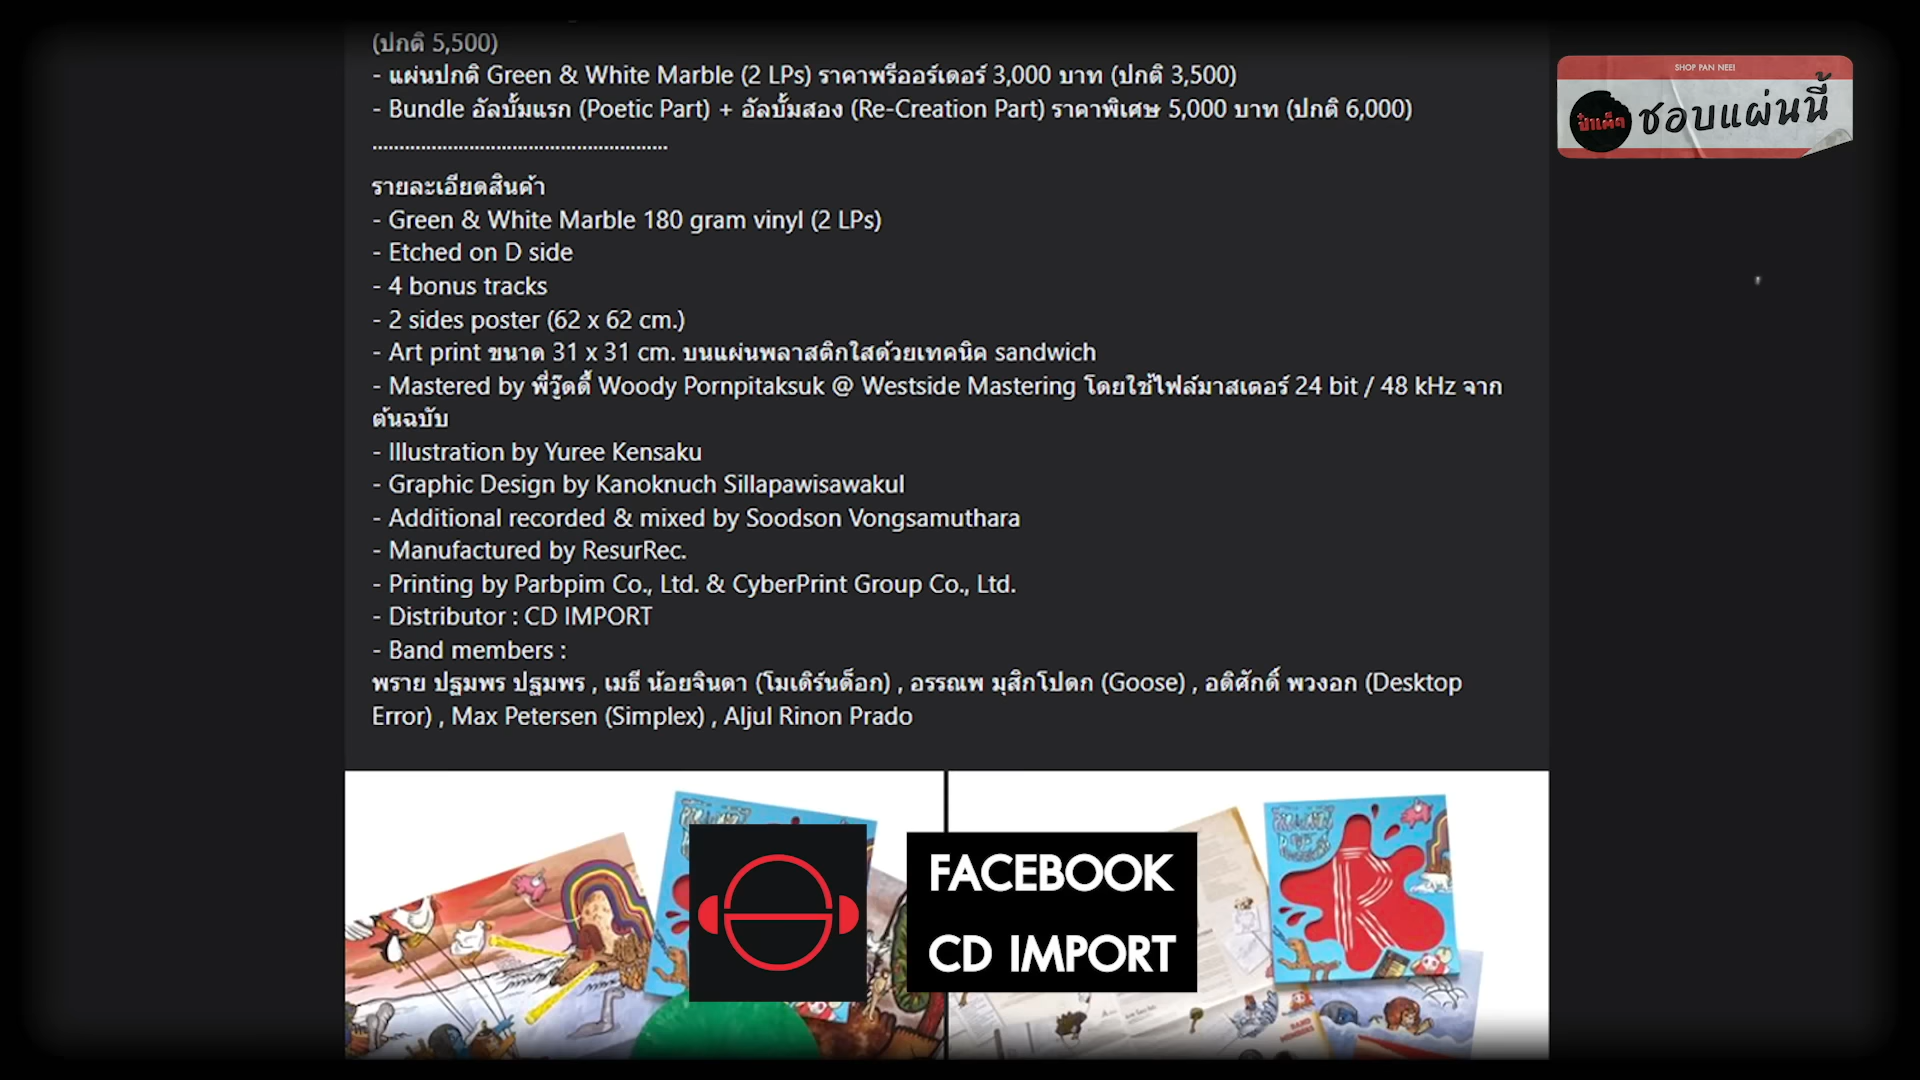 (ปกติ 5,500)
- แผ่นปกติ Green & White Marble (2 LPs) ราคาพรีออร์เดอร์ 3,000 บาท (ปกติ 3,500)
- Bundle อัลบั้มแรก (Poetic Part) + อัลบั้มสอง (Re-Creation Part) ราคาพิเศษ 5,000 บาท (ปกติ 6,000)
......................................................
รายละเอียดสินค้า
- Green & White Marble 180 gram vinyl (2 LPs)
- Etched on D side
- 4 bonus tracks
- 2 sides poster (62 x 62 cm.)
- Art print ขนาด 31 x 31 cm. บนแผ่นพลาสติกใสด้วยเทคนิค sandwich
- Mastered by พี่วู๊ดดี้ Woody Pornpitaksuk @ Westside Mastering โดยใช้ไฟล์มาสเตอร์ 24 bit / 48 kHz จาก
ต้นฉบับ
- Illustration by Yuree Kensaku
- Graphic Design by Kanoknuch Sillapawisawakul
- Additional recorded & mixed by Soodson Vongsamuthara
- Manufactured by ResurRec.
- Printing by Parbpim Co., Ltd. & CyberPrint Group Co., Ltd.
- Distributor : CD IMPORT
- Band members :
พราย ปฐมพร ปฐมพร , เมธี น้อยจินดา (โมเดิร์นด็อก) , อรรณพ มุสิกโปดก (Goose) , อดิศักดิ์ พวงอก (Desktop
Error) , Max Petersen (Simplex) , Aljul Rinon Prado
SHOP PAN NEE!
ป๋าเต็ด ชอบแผ่นนี้
FACEBOOK
CD IMPORT